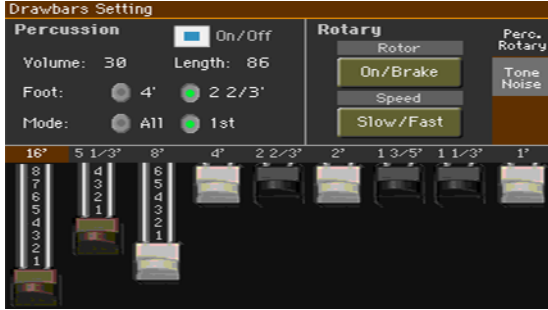 Drawbars Setting
Percussion
On/Off
Volume: 30 Length: 86
Foot: 4' 2 2/3'
Mode: All 1st
Rotary
Rotor
On/Brake
Speed
Slow/Fast
Perc.
Rotary
Tone
Noise
16' 5 1/3' 8' 4' 2 2/3' 2' 1 3/5' 1 1/3' 1'
8
7
6
5
4
3
2
1
4
3
2
1
6
5
4
3
2
1